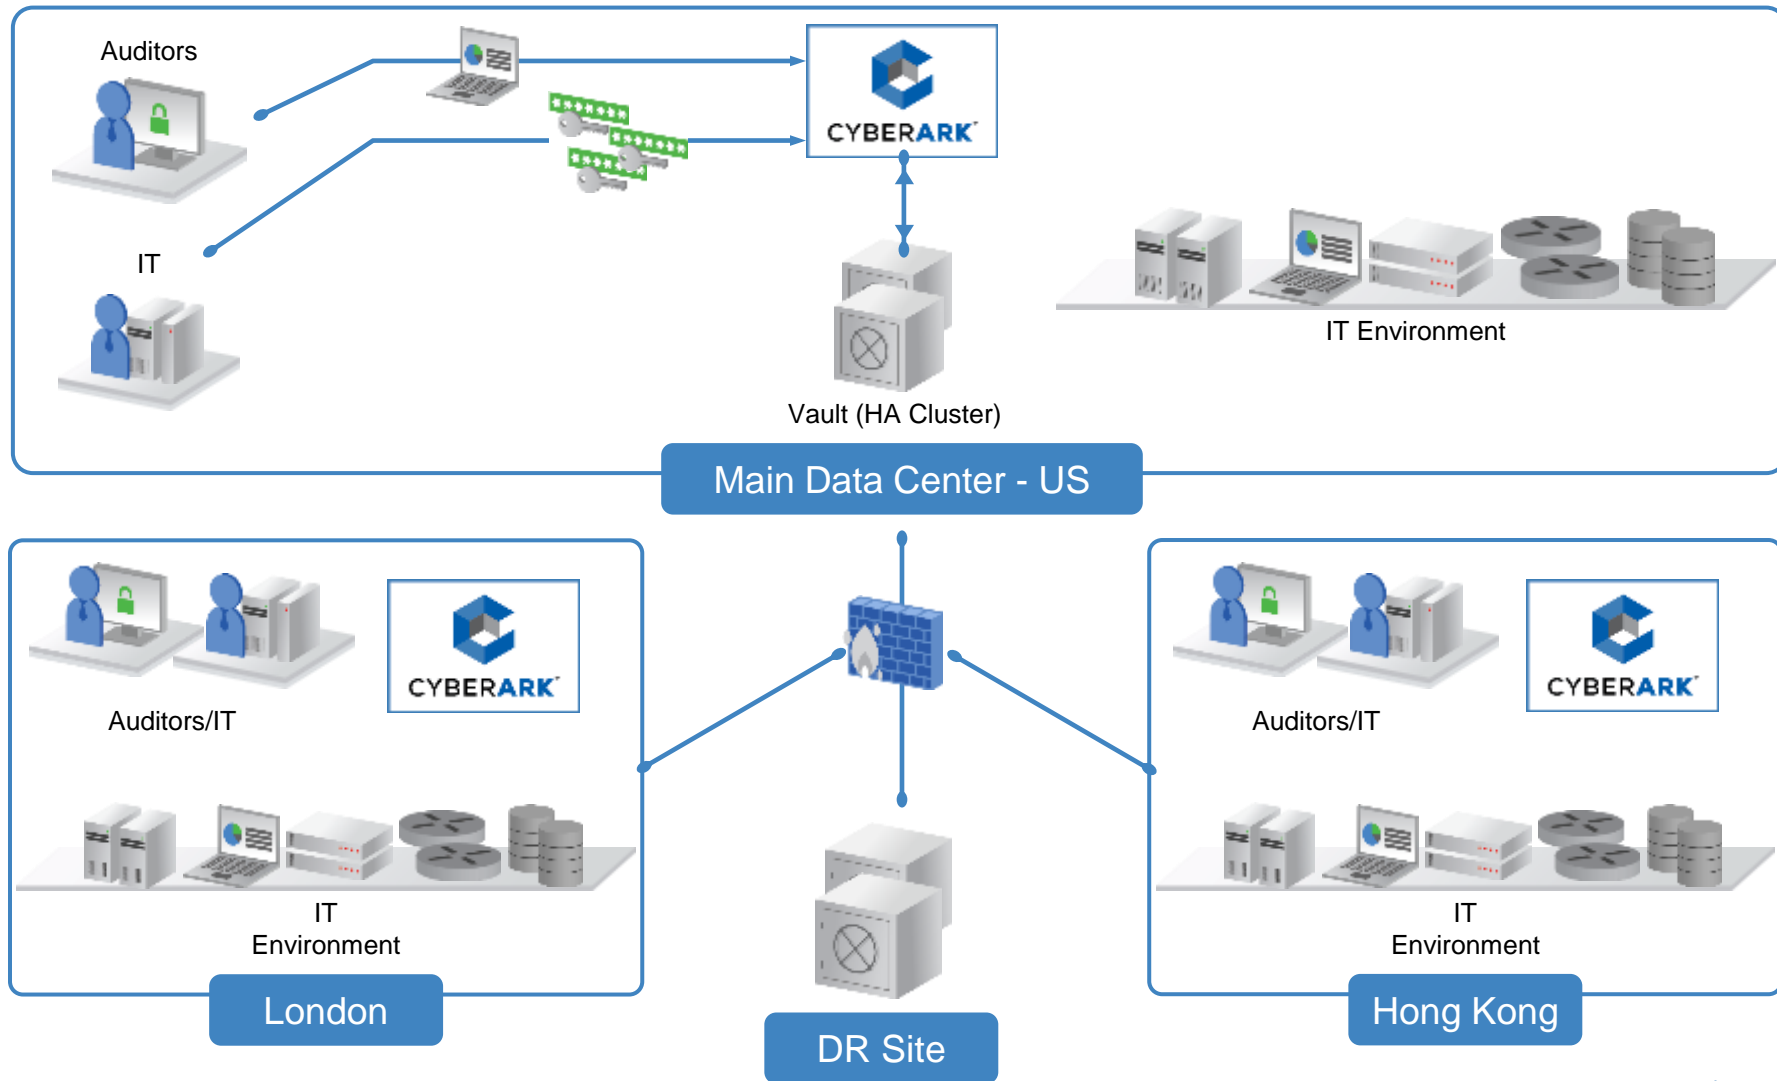 Auditors
CYBERARK
IT
IT Environment
Vault (HA Cluster)
Main Data Center - US
CYBERARK
Auditors/IT
IT
Environment
London
DR Site
CYBERARK
Auditors/IT
IT
Environment
Hong Kong